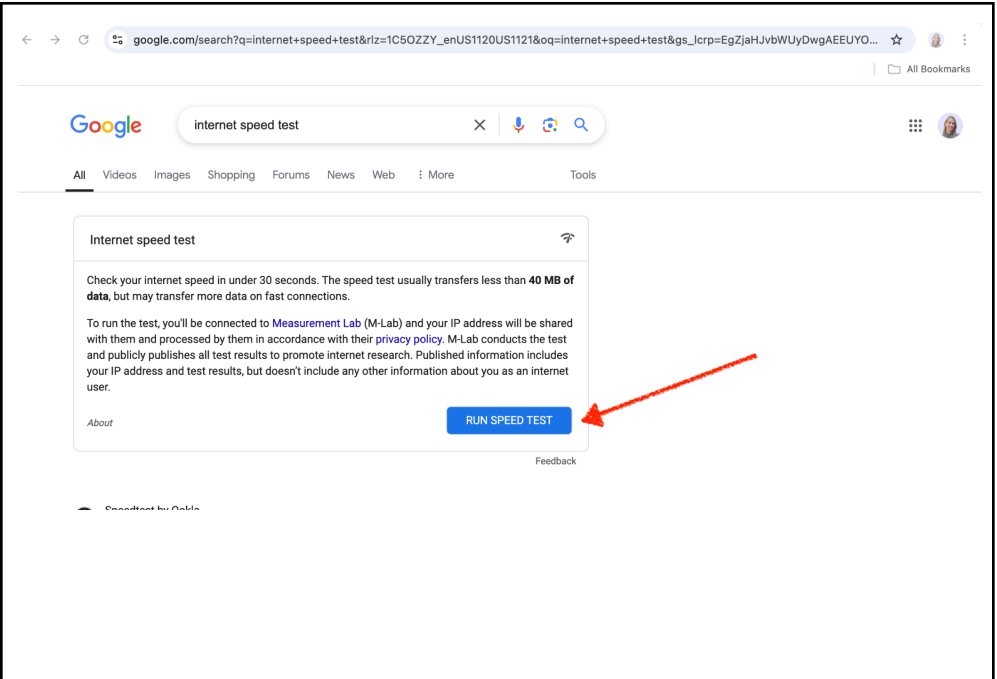 google.com/search?q=internet+speed+test&rlz=1C5OZZY_enUS1120US1121&oq=internet+speed+test&gs_lcrp=EgZjaHJvbWUyDwgAEEUYO...
All Bookmarks
Google
internet speed test
All Videos Images Shopping Forums News Web More Tools
Internet speed test
Check your internet speed in under 30 seconds. The speed test usually transfers less than 40 MB of
data, but may transfer more data on fast connections.
To run the test, you'll be connected to Measurement Lab (M-Lab) and your IP address will be shared
with them and processed by them in accordance with their privacy policy. M-Lab conducts the test
and publicly publishes all test results to promote internet research. Published information includes
your IP address and test results, but doesn't include any other information about you as an internet
user.
About
RUN SPEED TEST
Feedback
Speedtest by Ookla